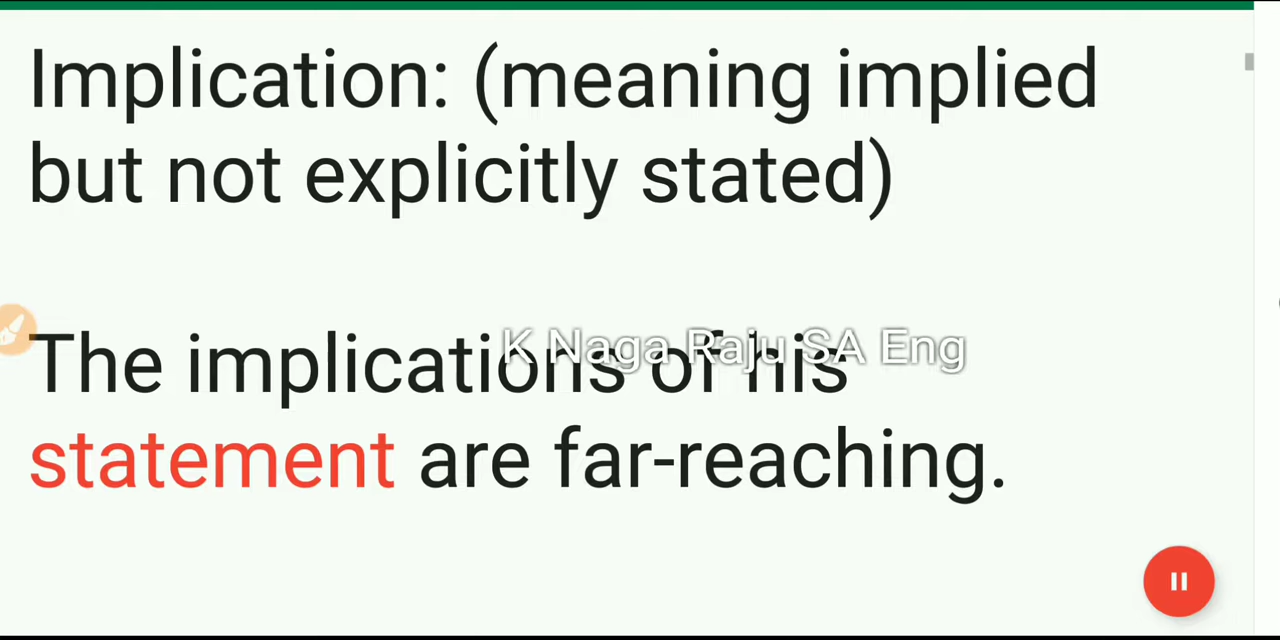 Implication: (meaning implied
but not explicitly stated)
K Naga Raju SA Eng
The implications of his
statement are far-reaching.